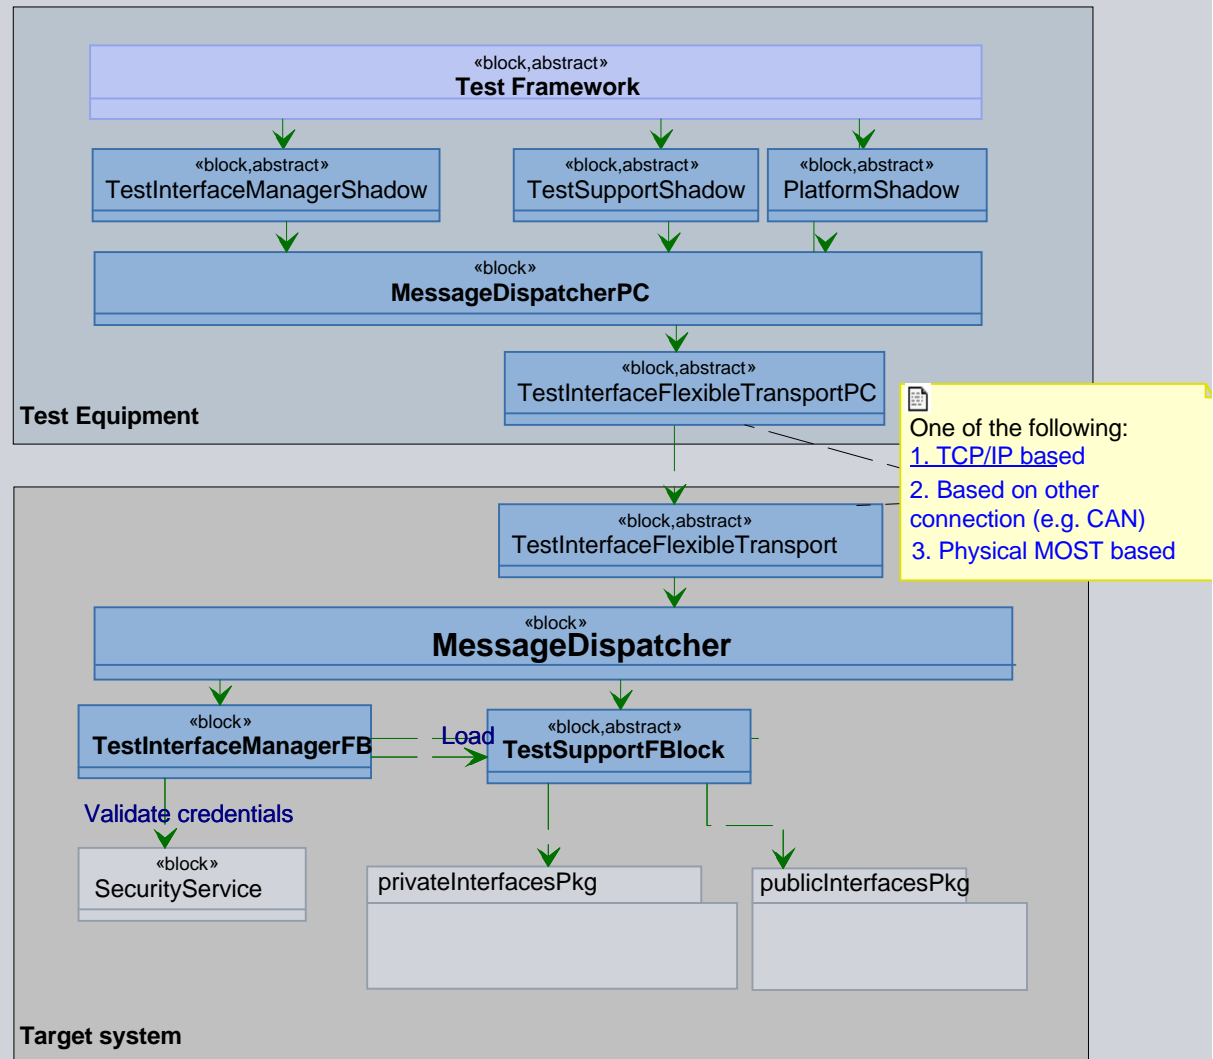 «block,abstract»
Test Framework
«block,abstract»
TestInterfaceManagerShadow
«block,abstract»
TestSupportShadow
«block,abstract»
PlatformShadow
«block»
MessageDispatcherPC
«block,abstract»
TestInterfaceFlexibleTransportPC
Test Equipment
One of the following:
1. TCP/IP based
2. Based on other
connection (e.g. CAN)
3. Physical MOST based
«block,abstract»
TestInterfaceFlexibleTransport
«block»
MessageDispatcher
«block»
TestInterfaceManagerFB
Load
«block,abstract»
TestSupportFBlock
Validate credentials
«block»
SecurityService
privateInterfacesPkg
publicInterfacesPkg
Target system